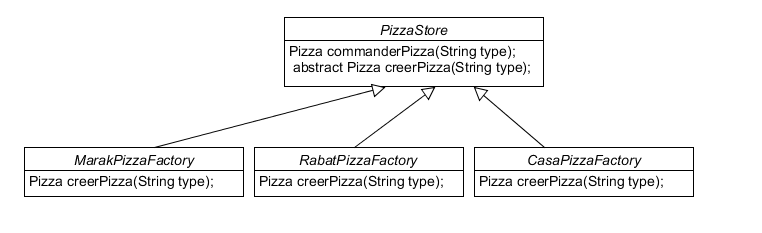 PizzaStore
Pizza commanderPizza(String type);
abstract Pizza creerPizza(String type);
MarakPizzaFactory
Pizza creerPizza(String type);
RabatPizzaFactory
Pizza creerPizza(String type);
CasaPizzaFactory
Pizza creerPizza(String type);